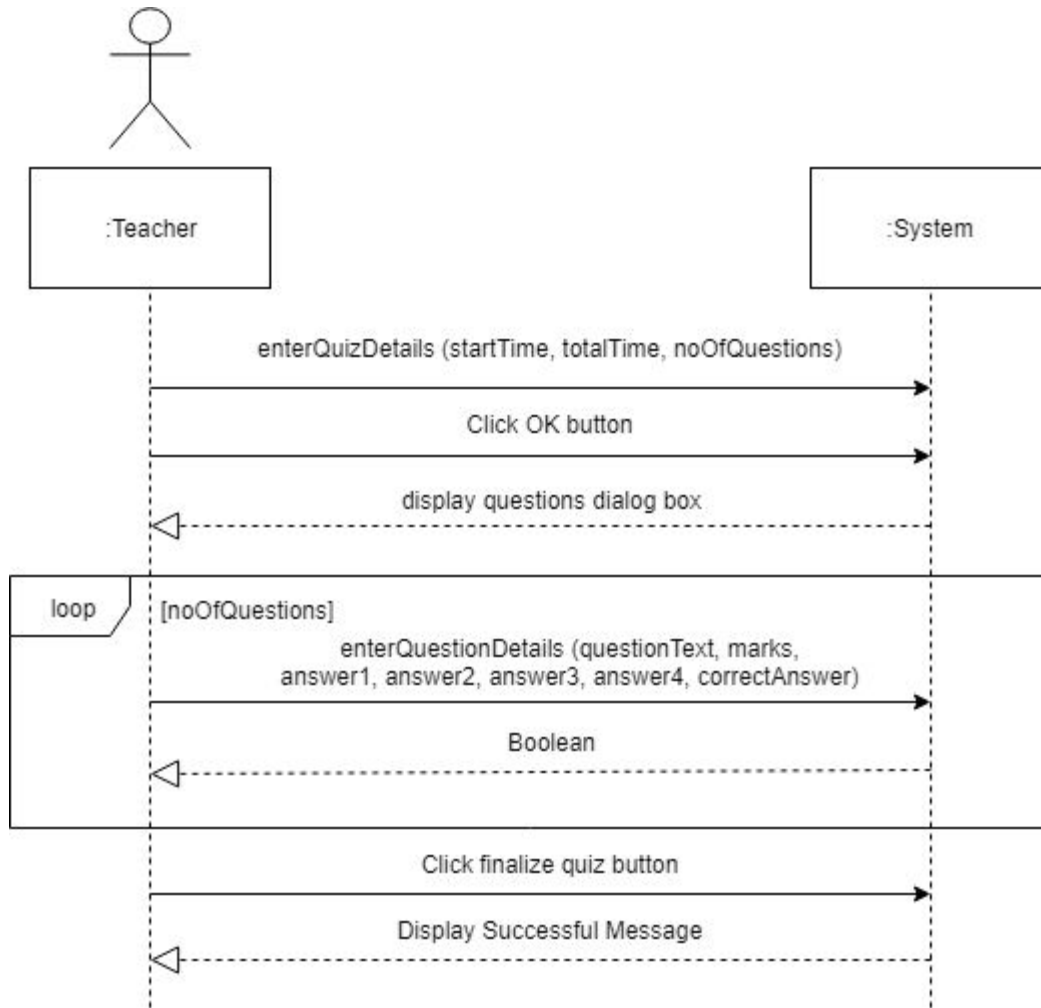 :Teacher
:System
enterQuizDetails (startTime, totalTime, noOfQuestions)
Click OK button
display questions dialog box
loop
[noOfQuestions]
enterQuestionDetails (questionText, marks,
answer1, answer2, answer3, answer4, correctAnswer)
Boolean
Click finalize quiz button
Display Successful Message